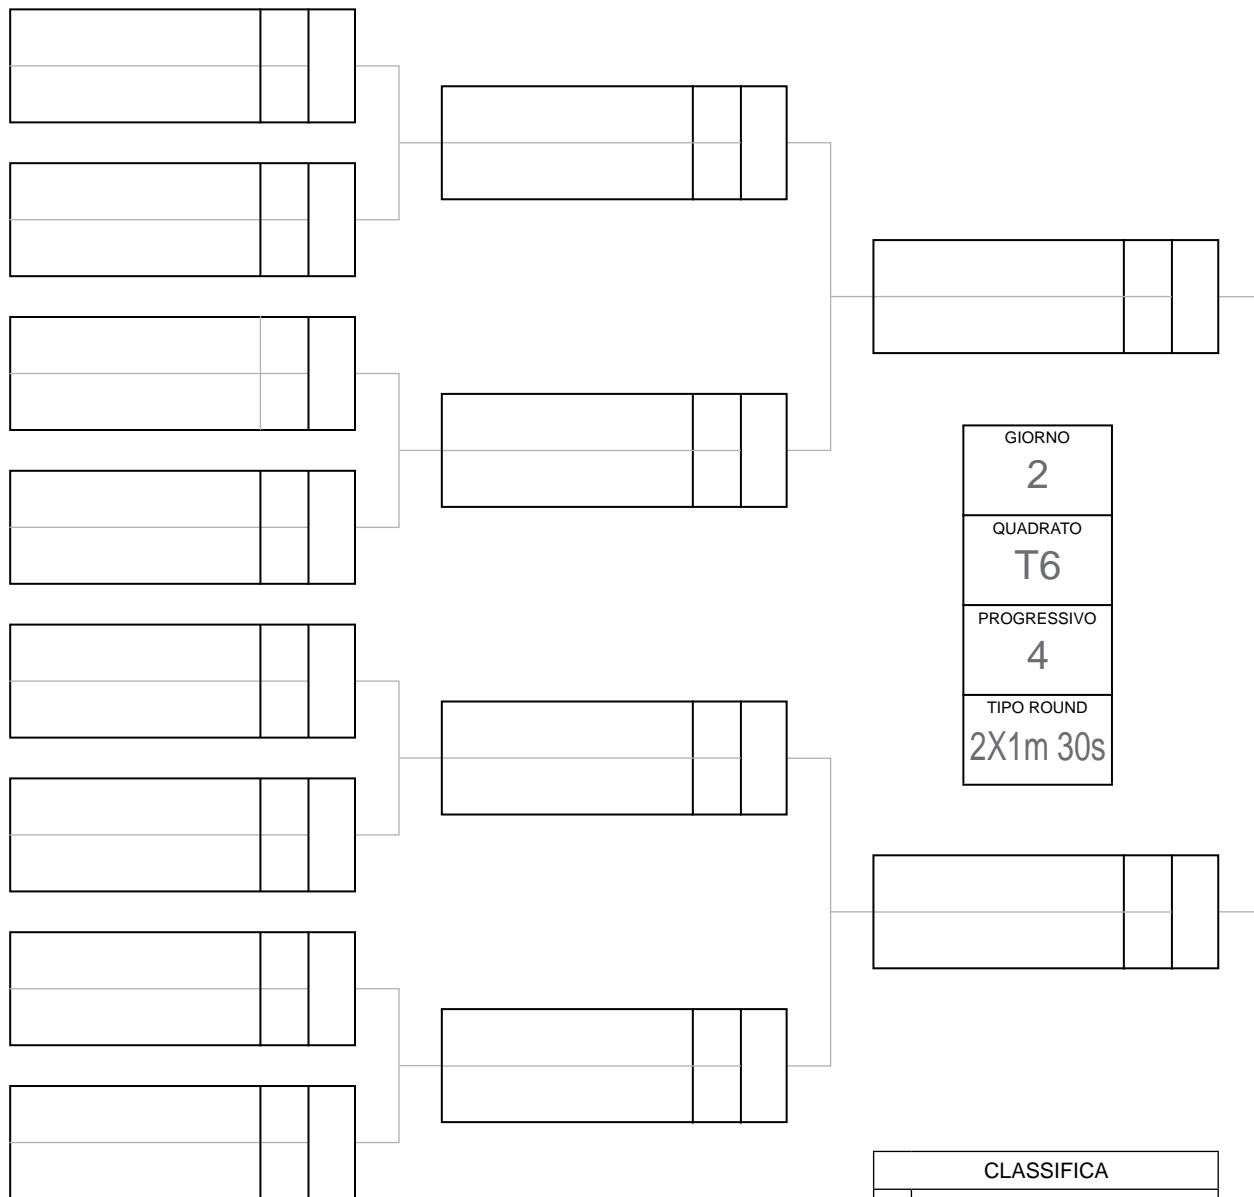 GIORNO
2
QUADRATO
T6
PROGRESSIVO
4
TIPO ROUND
2X1m 30s
CLASSIFICA